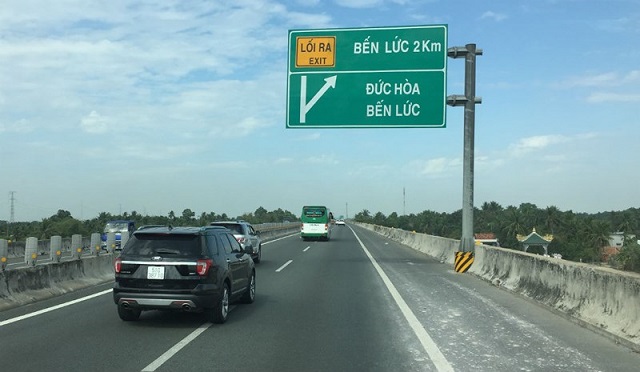 LỐI RA
EXIT
BẾN LỨC 2Km
ĐỨC HÒA
BẾN LỨC